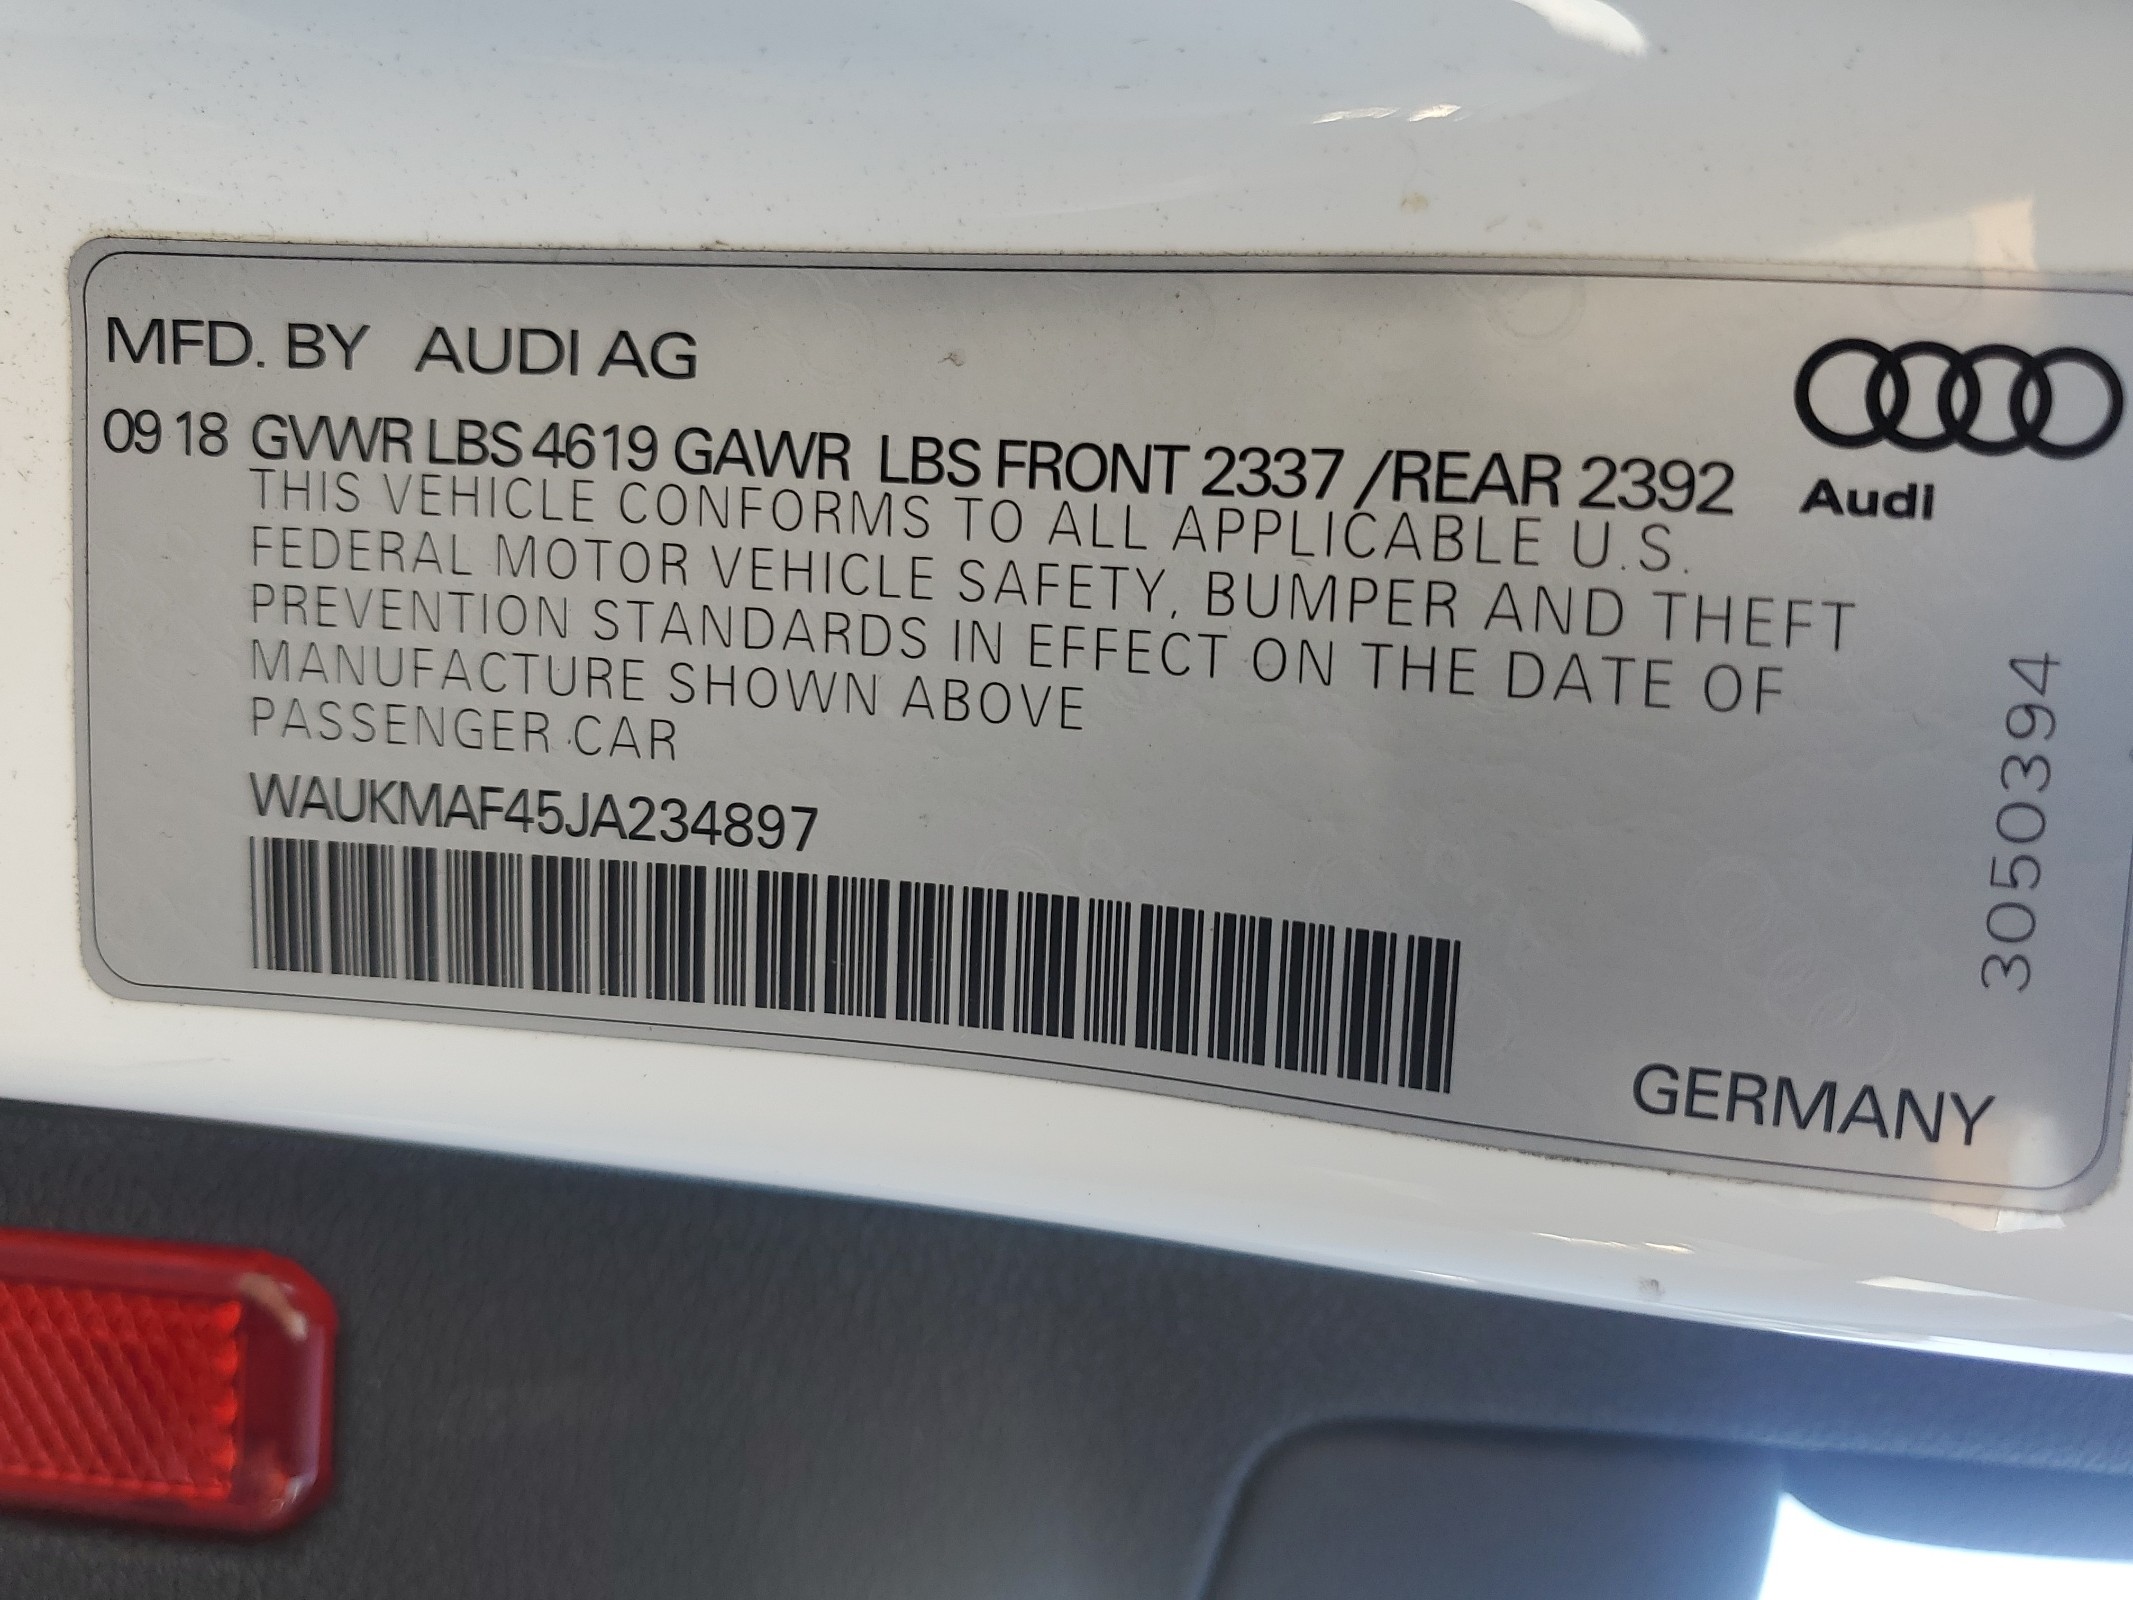 MFD. BY AUDI AG
09 18 GVWR LBS 4619 GAWR LBS FRONT 2337 /REAR 2392
THIS VEHICLE CONFORMS TO ALL APPLICABLE U.S.
FEDERAL MOTOR VEHICLE SAFETY, BUMPER AND THEFT
PREVENTION STANDARDS IN EFFECT ON THE DATE OF
MANUFACTURE SHOWN ABOVE
PASSENGER CAR
WAUKMAF45JA234897
Audi
3050394
GERMANY